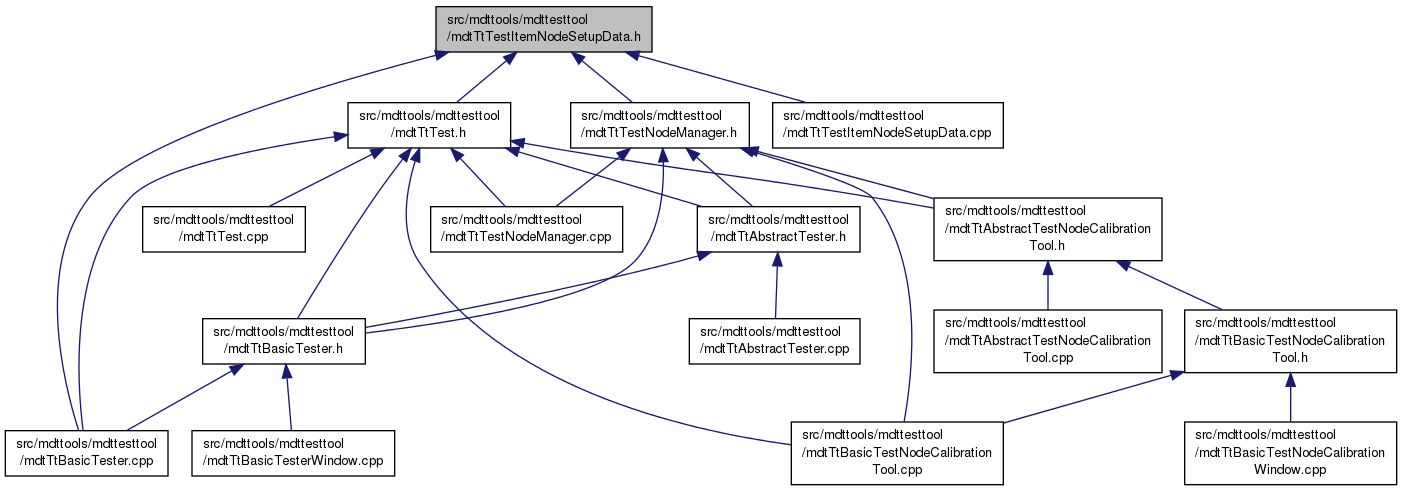 src/mdttools/mdttesttool
/mdtTtTestItemNodeSetupData.h
src/mdttools/mdttesttool
/mdtTtTest.h
src/mdttools/mdttesttool
/mdtTtTestNodeManager.h
src/mdttools/mdttesttool
/mdtTtTestItemNodeSetupData.cpp
src/mdttools/mdttesttool
/mdtTtTest.cpp
src/mdttools/mdttesttool
/mdtTtTestNodeManager.cpp
src/mdttools/mdttesttool
/mdtTtAbstractTester.h
src/mdttools/mdttesttool
/mdtTtAbstractTestNodeCalibration
Tool.h
src/mdttools/mdttesttool
/mdtTtBasicTester.h
src/mdttools/mdttesttool
/mdtTtAbstractTester.cpp
src/mdttools/mdttesttool
/mdtTtAbstractTestNodeCalibration
Tool.cpp
src/mdttools/mdttesttool
/mdtTtBasicTestNodeCalibration
Tool.h
src/mdttools/mdttesttool
/mdtTtBasicTester.cpp
src/mdttools/mdttesttool
/mdtTtBasicTesterWindow.cpp
src/mdttools/mdttesttool
/mdtTtBasicTestNodeCalibration
Tool.cpp
src/mdttools/mdttesttool
/mdtTtBasicTestNodeCalibration
Window.cpp